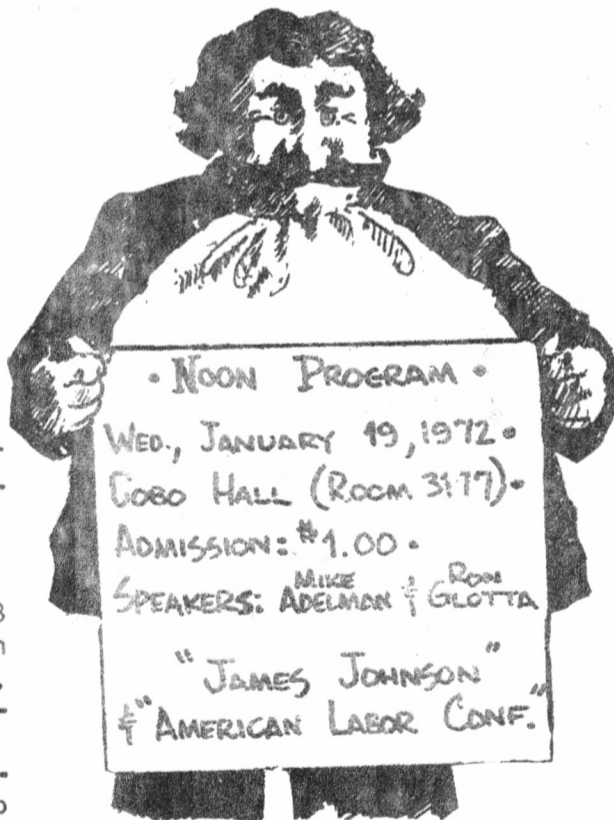 • NOON PROGRAM •
WED., JANUARY 19, 1972 •
COBO HALL (ROOM 3177) •
ADMISSION: $1.00 •
SPEAKERS: MIKE ADELMAN & RON GLOTTA
"JAMES JOHNSON"
& "AMERICAN LABOR CONF."